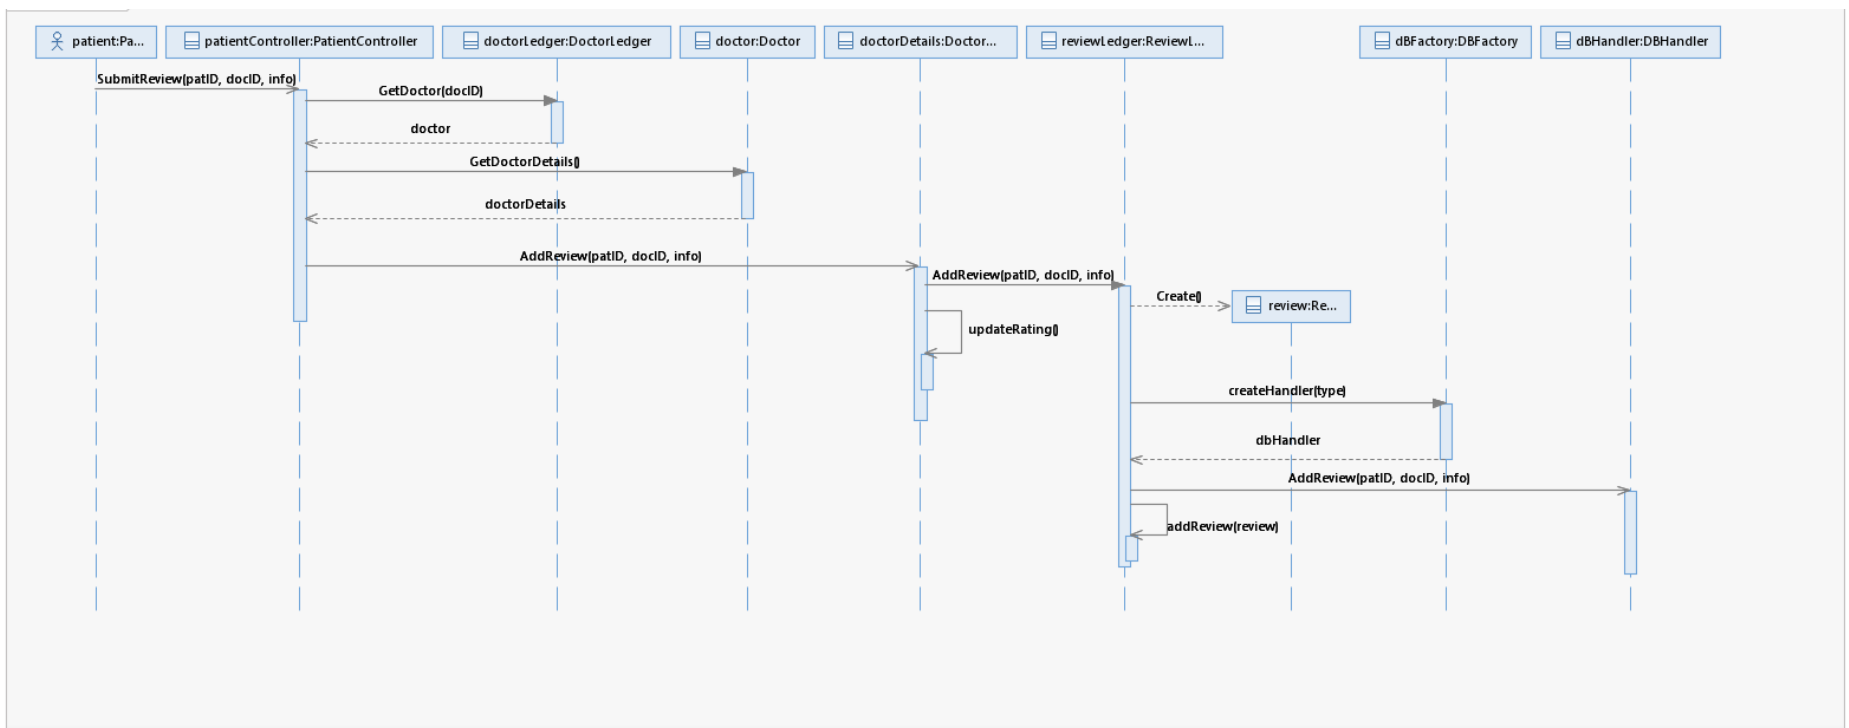 patient:Pa...
patientController:PatientController
doctorLedger:DoctorLedger
doctor:Doctor
doctorDetails:Doctor...
reviewLedger:ReviewL...
dBFactory:DBFactory
dBHandler:DBHandler
SubmitReview(patID, docID, info)
GetDoctor(docID)
doctor
GetDoctorDetails()
doctorDetails
AddReview(patID, docID, info)
AddReview(patID, docID, info)
Create()
review:Re...
updateRating()
createHandler(type)
dbHandler
AddReview(patID, docID, info)
addReview(review)